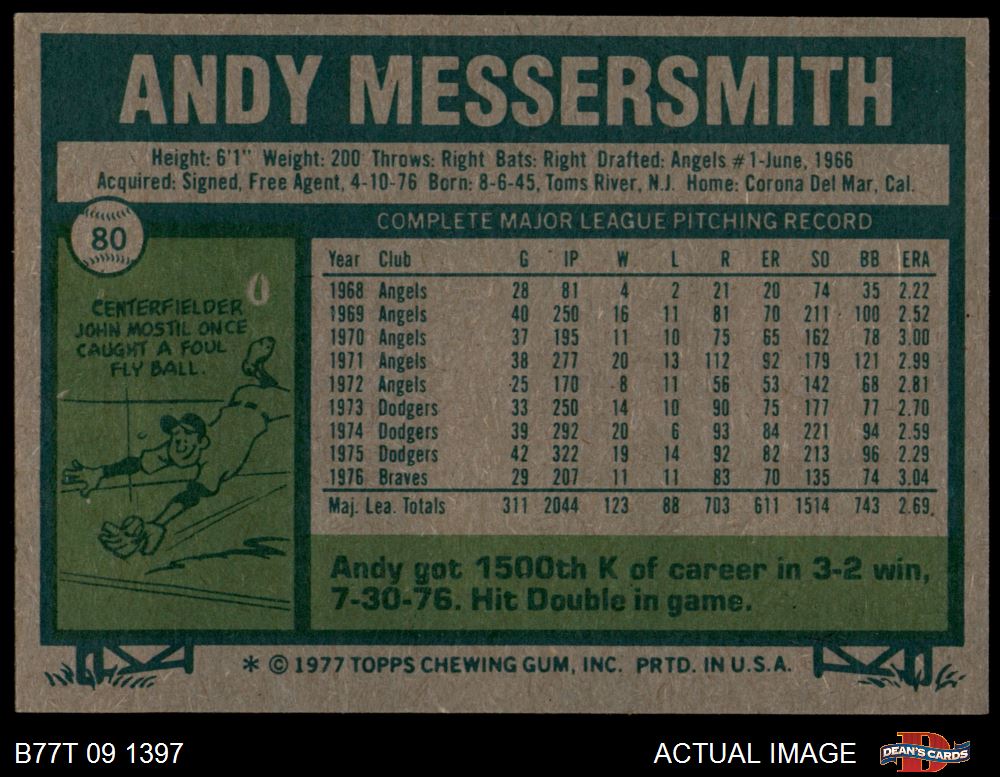 ANDY MESSERSMITH
Height: 6'1" Weight: 200 Throws: Right Bats: Right Drafted: Angels #1-June, 1966
Acquired: Signed, Free Agent, 4-10-76 Born: 8-6-45, Toms River, N.J. Home: Corona Del Mar, Cal.
80
CENTERFIELDER
JOHN MOSTIL ONCE
CAUGHT A FOUL
FLY BALL.
COMPLETE MAJOR LEAGUE PITCHING RECORD
Year Club G IP W L R ER SO BB ERA
1968 Angels 28 81 4 2 21 20 74 35 2.22
1969 Angels 40 250 16 11 81 70 211 100 2.52
1970 Angels 37 195 11 10 75 65 162 78 3.00
1971 Angels 38 277 20 13 112 92 179 121 2.99
1972 Angels 25 170 8 11 56 53 142 68 2.81
1973 Dodgers 33 250 14 10 90 75 177 77 2.70
1974 Dodgers 39 292 20 6 93 84 221 94 2.59
1975 Dodgers 42 322 19 14 92 82 213 96 2.29
1976 Braves 29 207 11 11 83 70 135 74 3.04
Maj. Lea. Totals 311 2044 123 88 703 611 1514 743 2.69
Andy got 1500th K of career in 3-2 win,
7-30-76. Hit Double in game.
* © 1977 TOPPS CHEWING GUM, INC. PRTD. IN U.S.A.
B77T 09 1397
ACTUAL IMAGE
DEAN'S CARDS